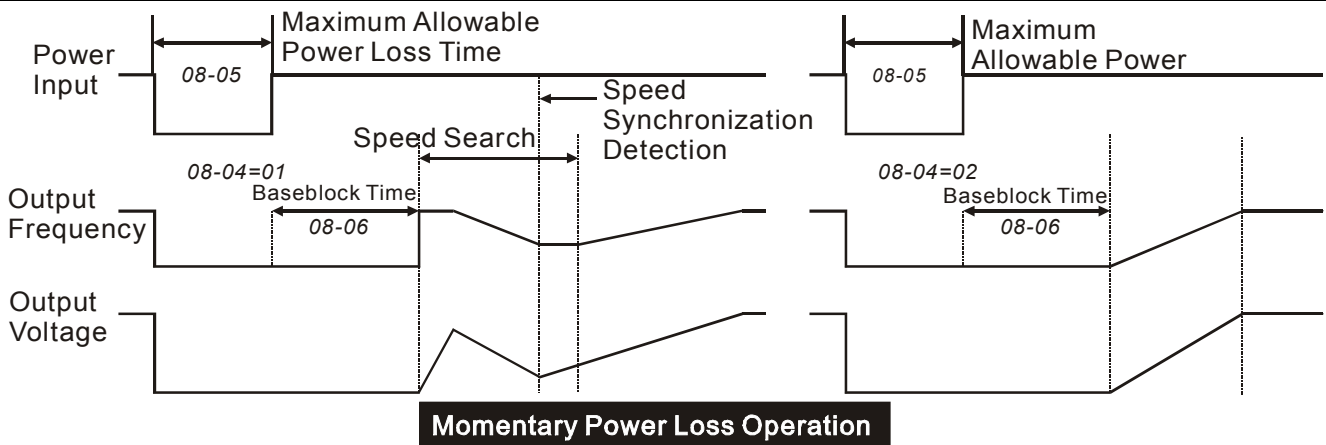 Maximum Allowable
Power Loss Time
Power
Input
08-05
Speed
Synchronization
Detection
Speed Search
08-04=01
Baseblock Time
08-06
Output
Frequency
Output
Voltage
Maximum
Allowable Power
08-05
08-04=02
Baseblock Time
08-06
Momentary Power Loss Operation